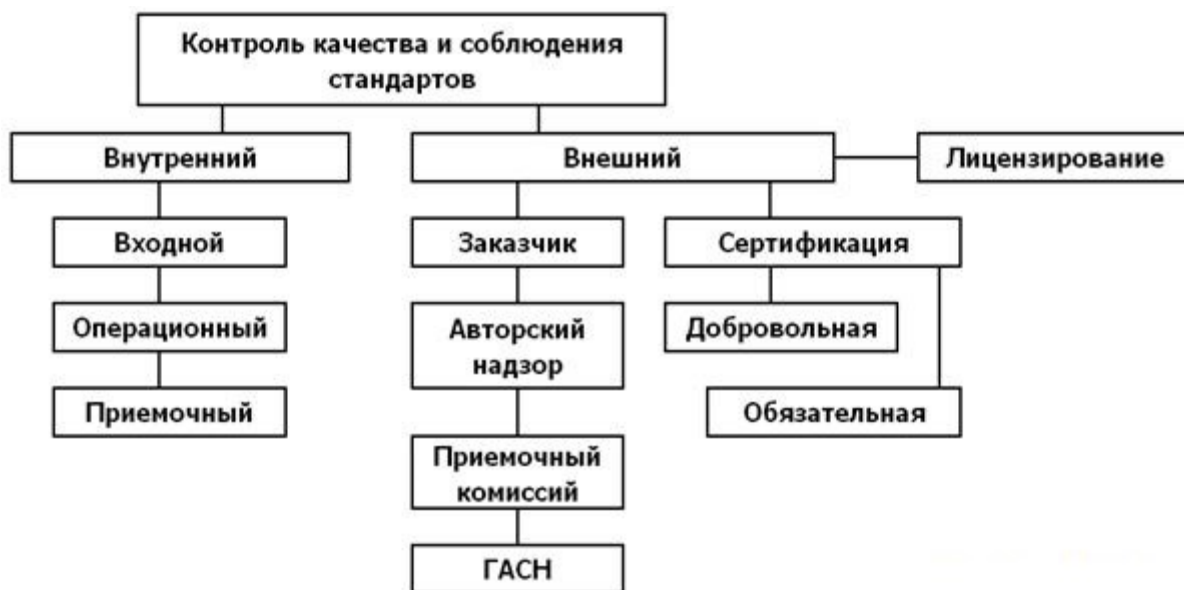 Контроль качества и соблюдения
стандартов
Внутренний
Внешний
Лицензирование
Входной
Заказчик
Сертификация
Операционный
Авторский
надзор
Добровольная
Приемочный
Обязательная
Приемочный
комиссий
ГАСН